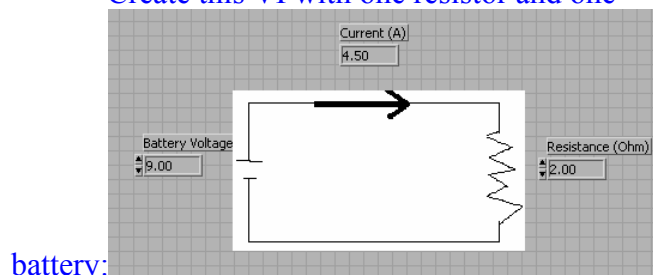 Create this VI with one resistor and one
Current (A)
4.50
Battery Voltage
9.00
Resistance (Ohm)
2.00
battery: